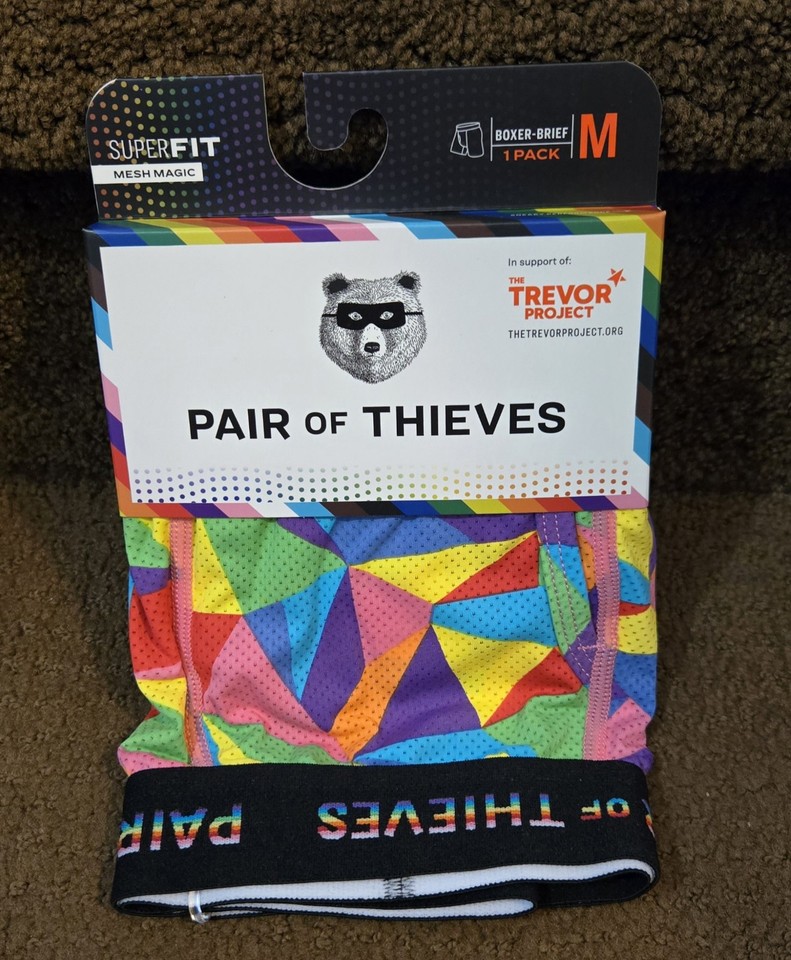 SUPERFIT
MESH MAGIC
BOXER-BRIEF
1 PACK
M
In support of:
THE
TREVOR
PROJECT
THETREVORPROJECT.ORG
PAIR OF THIEVES
PAIR OF THIEVES PAIR